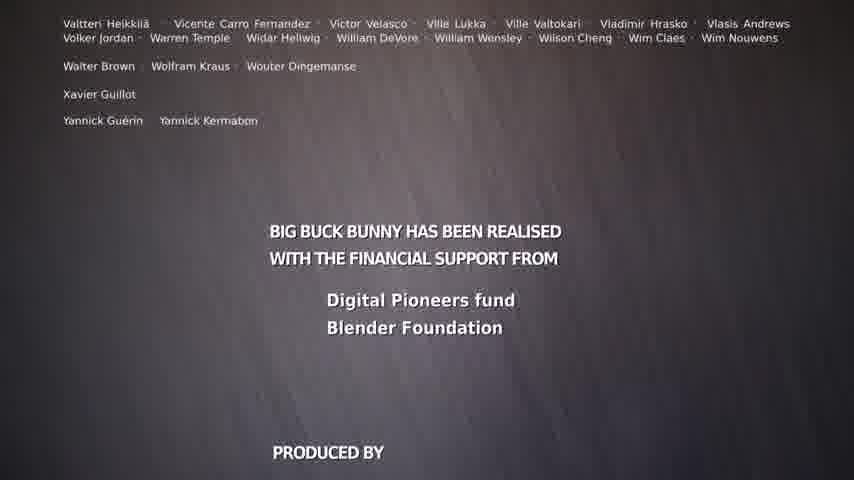 Valtteri Heikkilä · Vicente Carro Fernandez · Victor Velasco · Ville Lukka · Ville Valtokari · Vladimir Hrasko · Vlasis Andrews
Volker Jordan · Warren Temple · Widar Hellwig · William DeVore · William Wensley · Wilson Cheng · Wim Claes · Wim Nouwens
Walter Brown · Wolfram Kraus · Wouter Dingemanse
Xavier Guillot
Yannick Guérin Yannick Kermabon
BIG BUCK BUNNY HAS BEEN REALISED
WITH THE FINANCIAL SUPPORT FROM
Digital Pioneers fund
Blender Foundation
PRODUCED BY